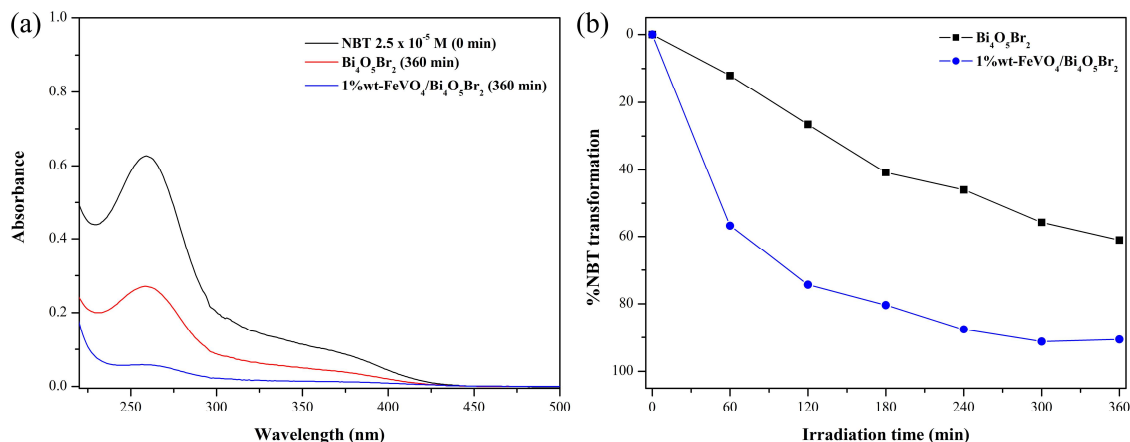 (a)
1.0
0.8
0.6
0.4
0.2
0.0
Absorbance
NBT 2.5 x 10⁻⁵ M (0 min)
Bi₄O₅Br₂ (360 min)
1%wt-FeVO₄/Bi₄O₅Br₂ (360 min)
250 300 350 400 450 500
Wavelength (nm)
(b)
0
20
40
60
80
100
%NBT transformation
Bi₄O₅Br₂
1%wt-FeVO₄/Bi₄O₅Br₂
0 60 120 180 240 300 360
Irradiation time (min)